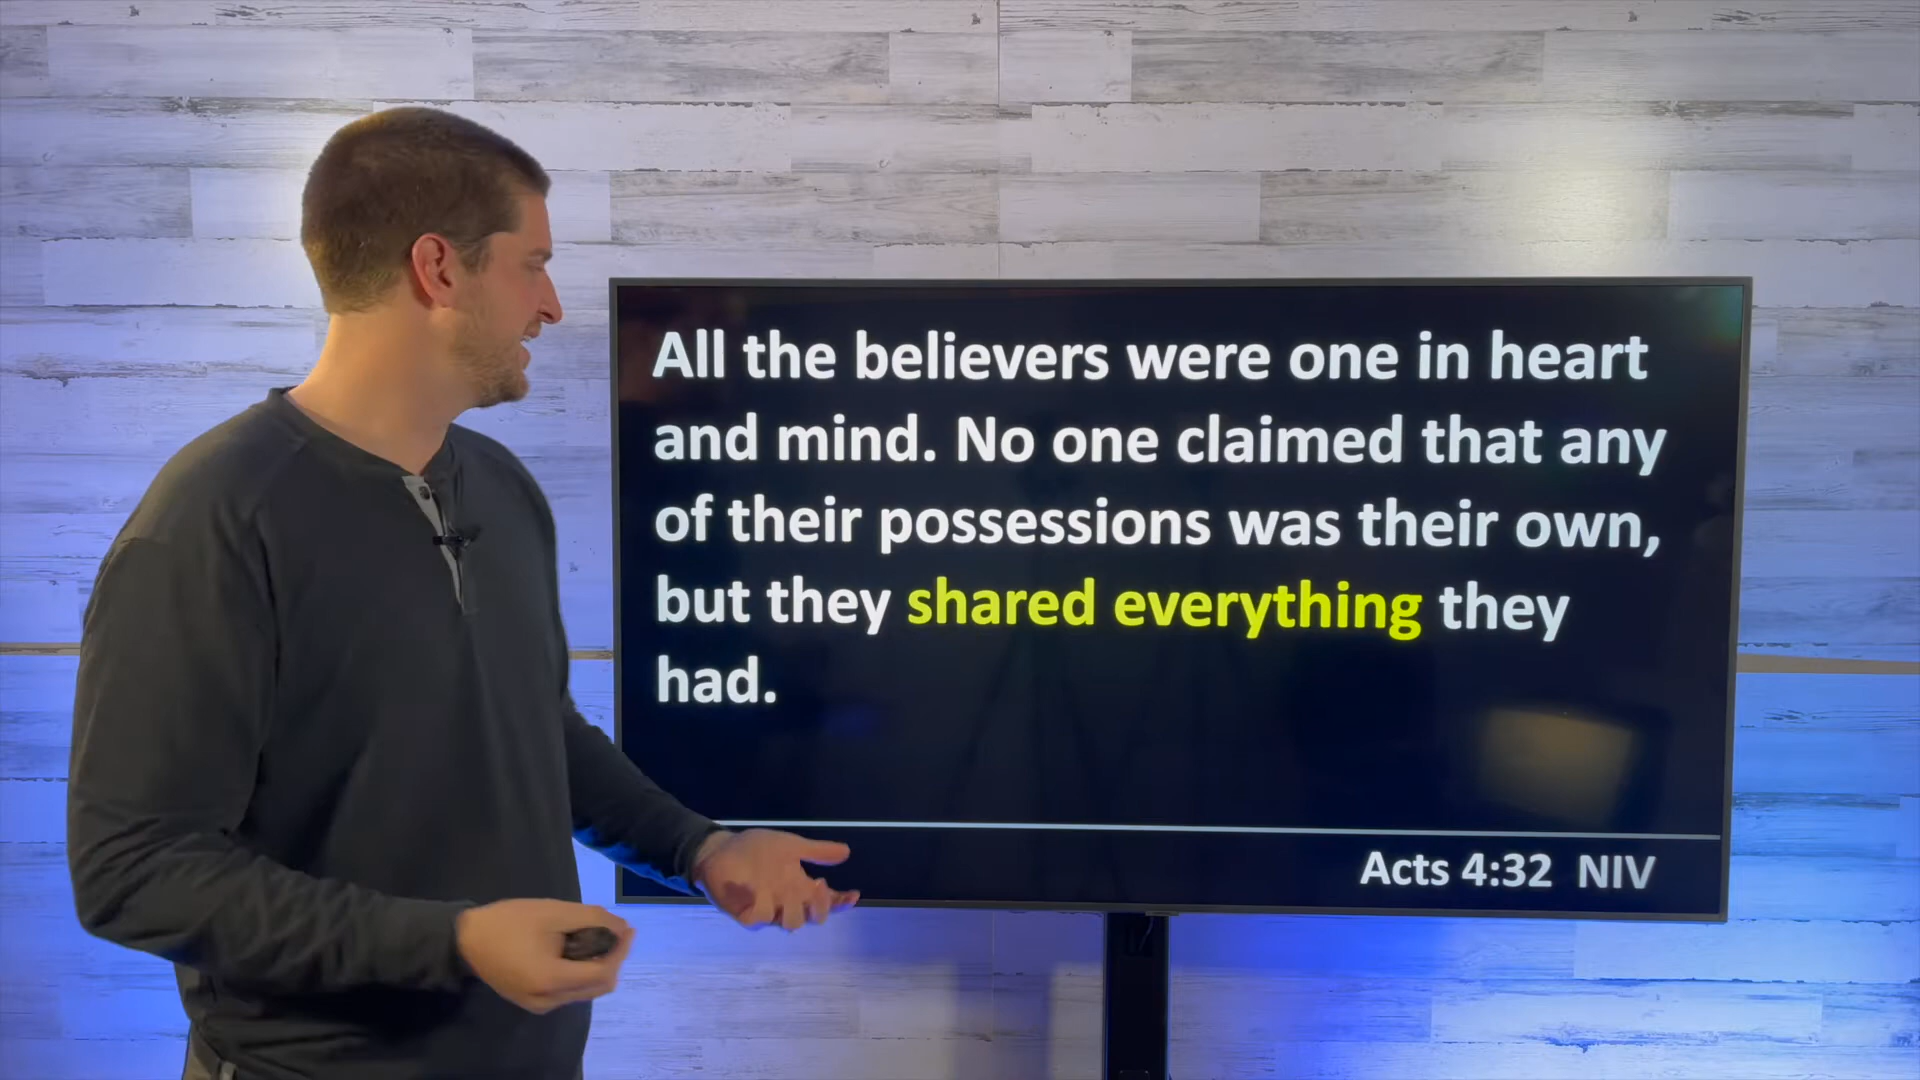 All the believers were one in heart
and mind. No one claimed that any
of their possessions was their own,
but they shared everything they
had.
Acts 4:32 NIV